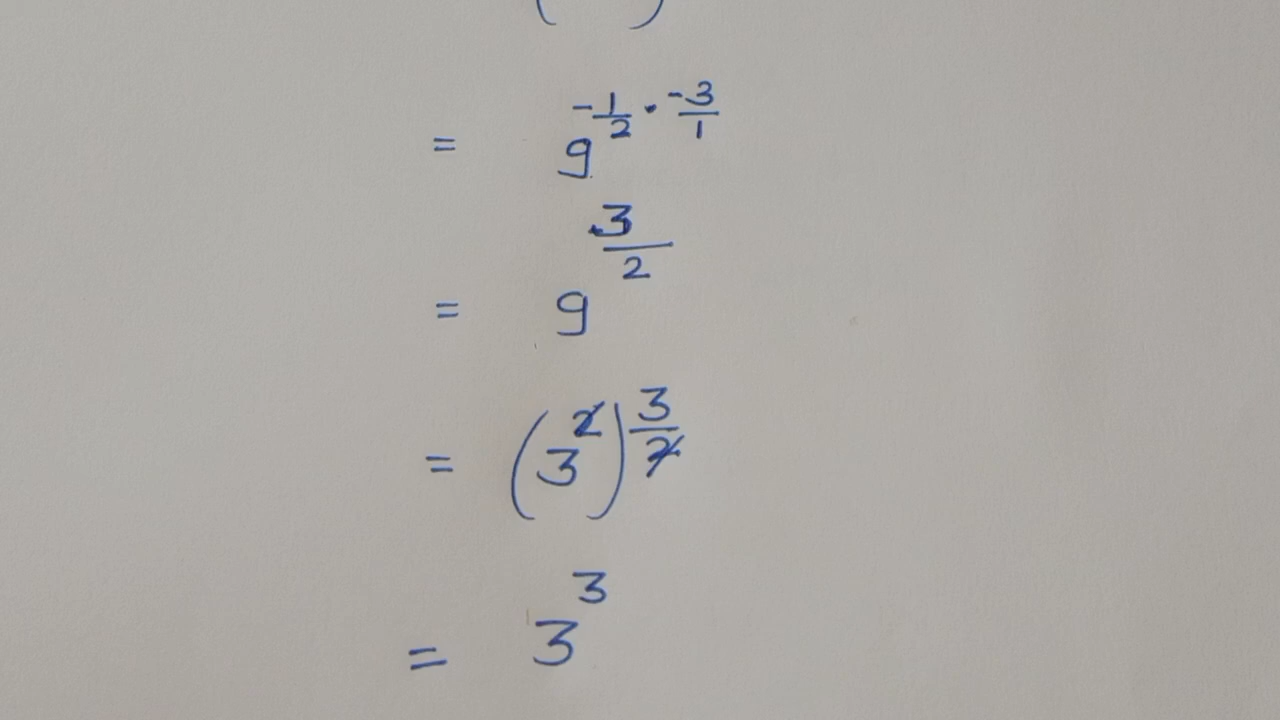 ( )
= 9^(-1/2 · -3/1)
= 9^(3/2)
= (3^2)^(3/2)
= 3^3